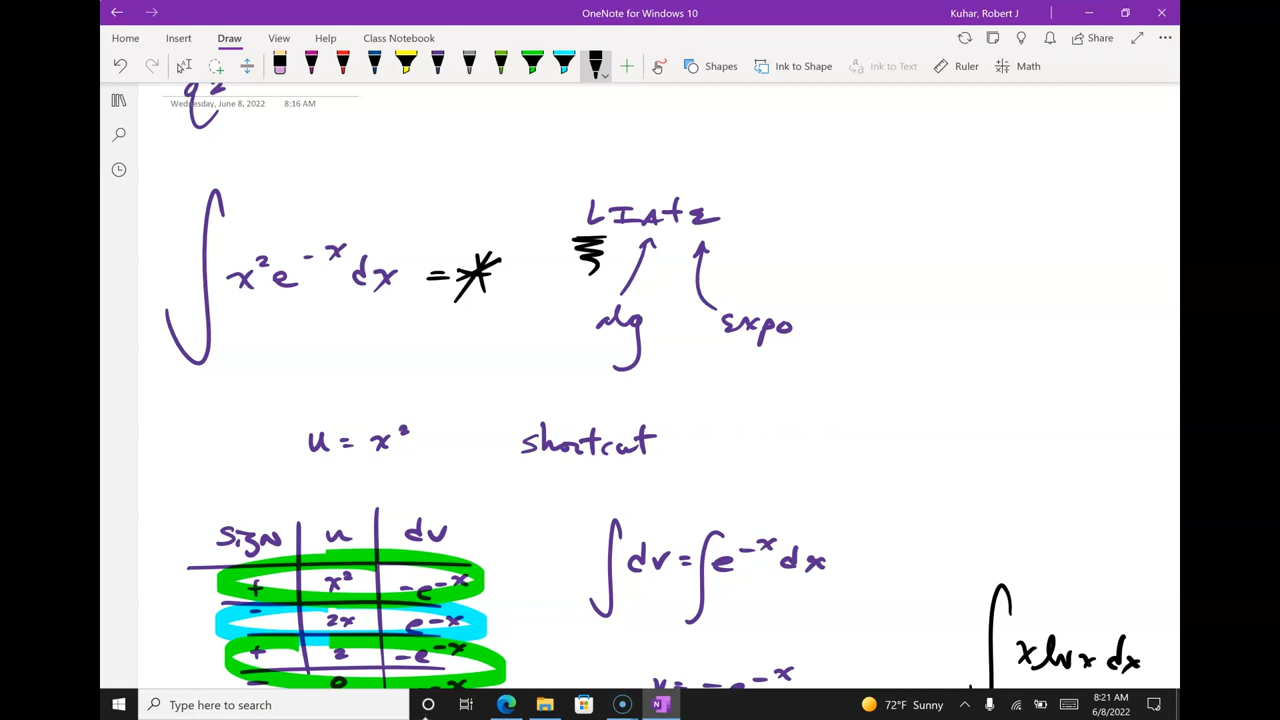 OneNote for Windows 10
Kuhar, Robert J
Home Insert Draw View Help Class Notebook
Share
Shapes Ink to Shape Ink to Text Ruler Math
Wednesday, June 8, 2022 8:16 AM
LIAtE
∫ x² e^-x dx =
alg expo
u = x² shortcut
sign u dv
∫ dv = ∫ e^-x dx
+ x² -e^-x
- 2x e^-x
+ 2 -e^-x
∫ x ln x dx
- 0
v = -e^-x
Type here to search
72°F Sunny
8:21 AM
6/8/2022